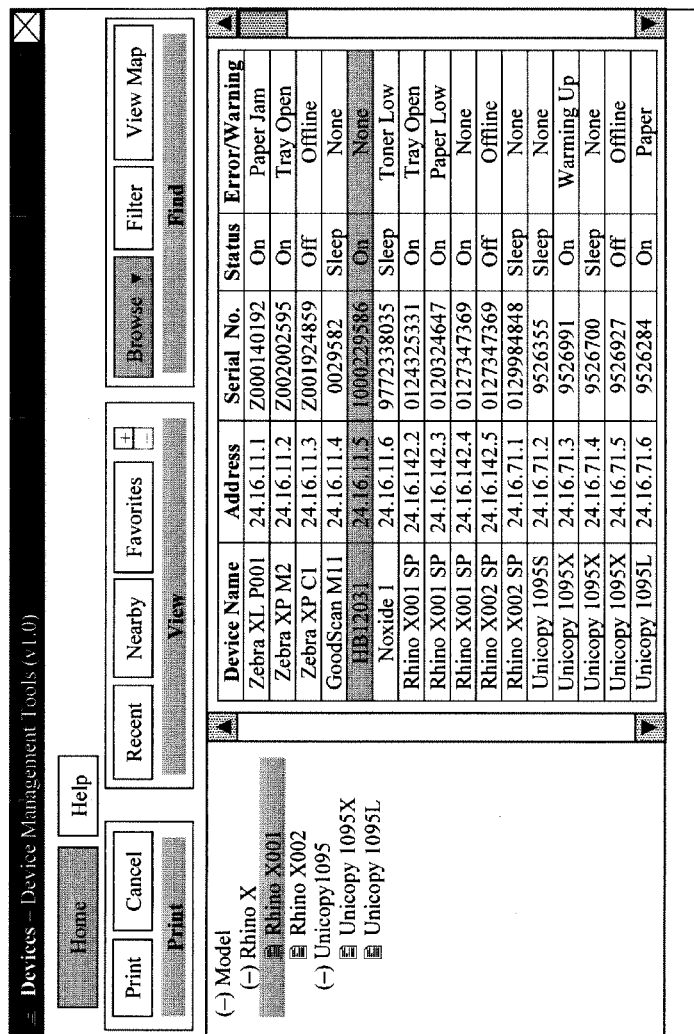 Devices – Device Management Tools (v1.0)
Home Help
Print Cancel
Print
Recent Nearby Favorites + –
View
Browse ▼ Filter View Map
Find
(–) Model
(–) Rhino X
Rhino X001
Rhino X002
(–) Unicopy1095
Unicopy 1095X
Unicopy 1095L
Device Name Address Serial No. Status Error/Warning
Zebra XL P001 24.16.11.1 Z000140192 On Paper Jam
Zebra XP M2 24.16.11.2 Z002002595 On Tray Open
Zebra XP C1 24.16.11.3 Z001924859 Off Offline
GoodScan M11 24.16.11.4 0029582 Sleep None
HB12031 24.16.11.5 1000229586 On None
Noxide 1 24.16.11.6 9772338035 Sleep Toner Low
Rhino X001 SP 24.16.142.2 0124325331 On Tray Open
Rhino X001 SP 24.16.142.3 0120324647 On Paper Low
Rhino X001 SP 24.16.142.4 0127347369 On None
Rhino X002 SP 24.16.142.5 0127347369 Off Offline
Rhino X002 SP 24.16.71.1 0129984848 Sleep None
Unicopy 1095S 24.16.71.2 9526355 Sleep None
Unicopy 1095X 24.16.71.3 9526991 On Warming Up
Unicopy 1095X 24.16.71.4 9526700 Sleep None
Unicopy 1095X 24.16.71.5 9526927 Off Offline
Unicopy 1095L 24.16.71.6 9526284 On Paper